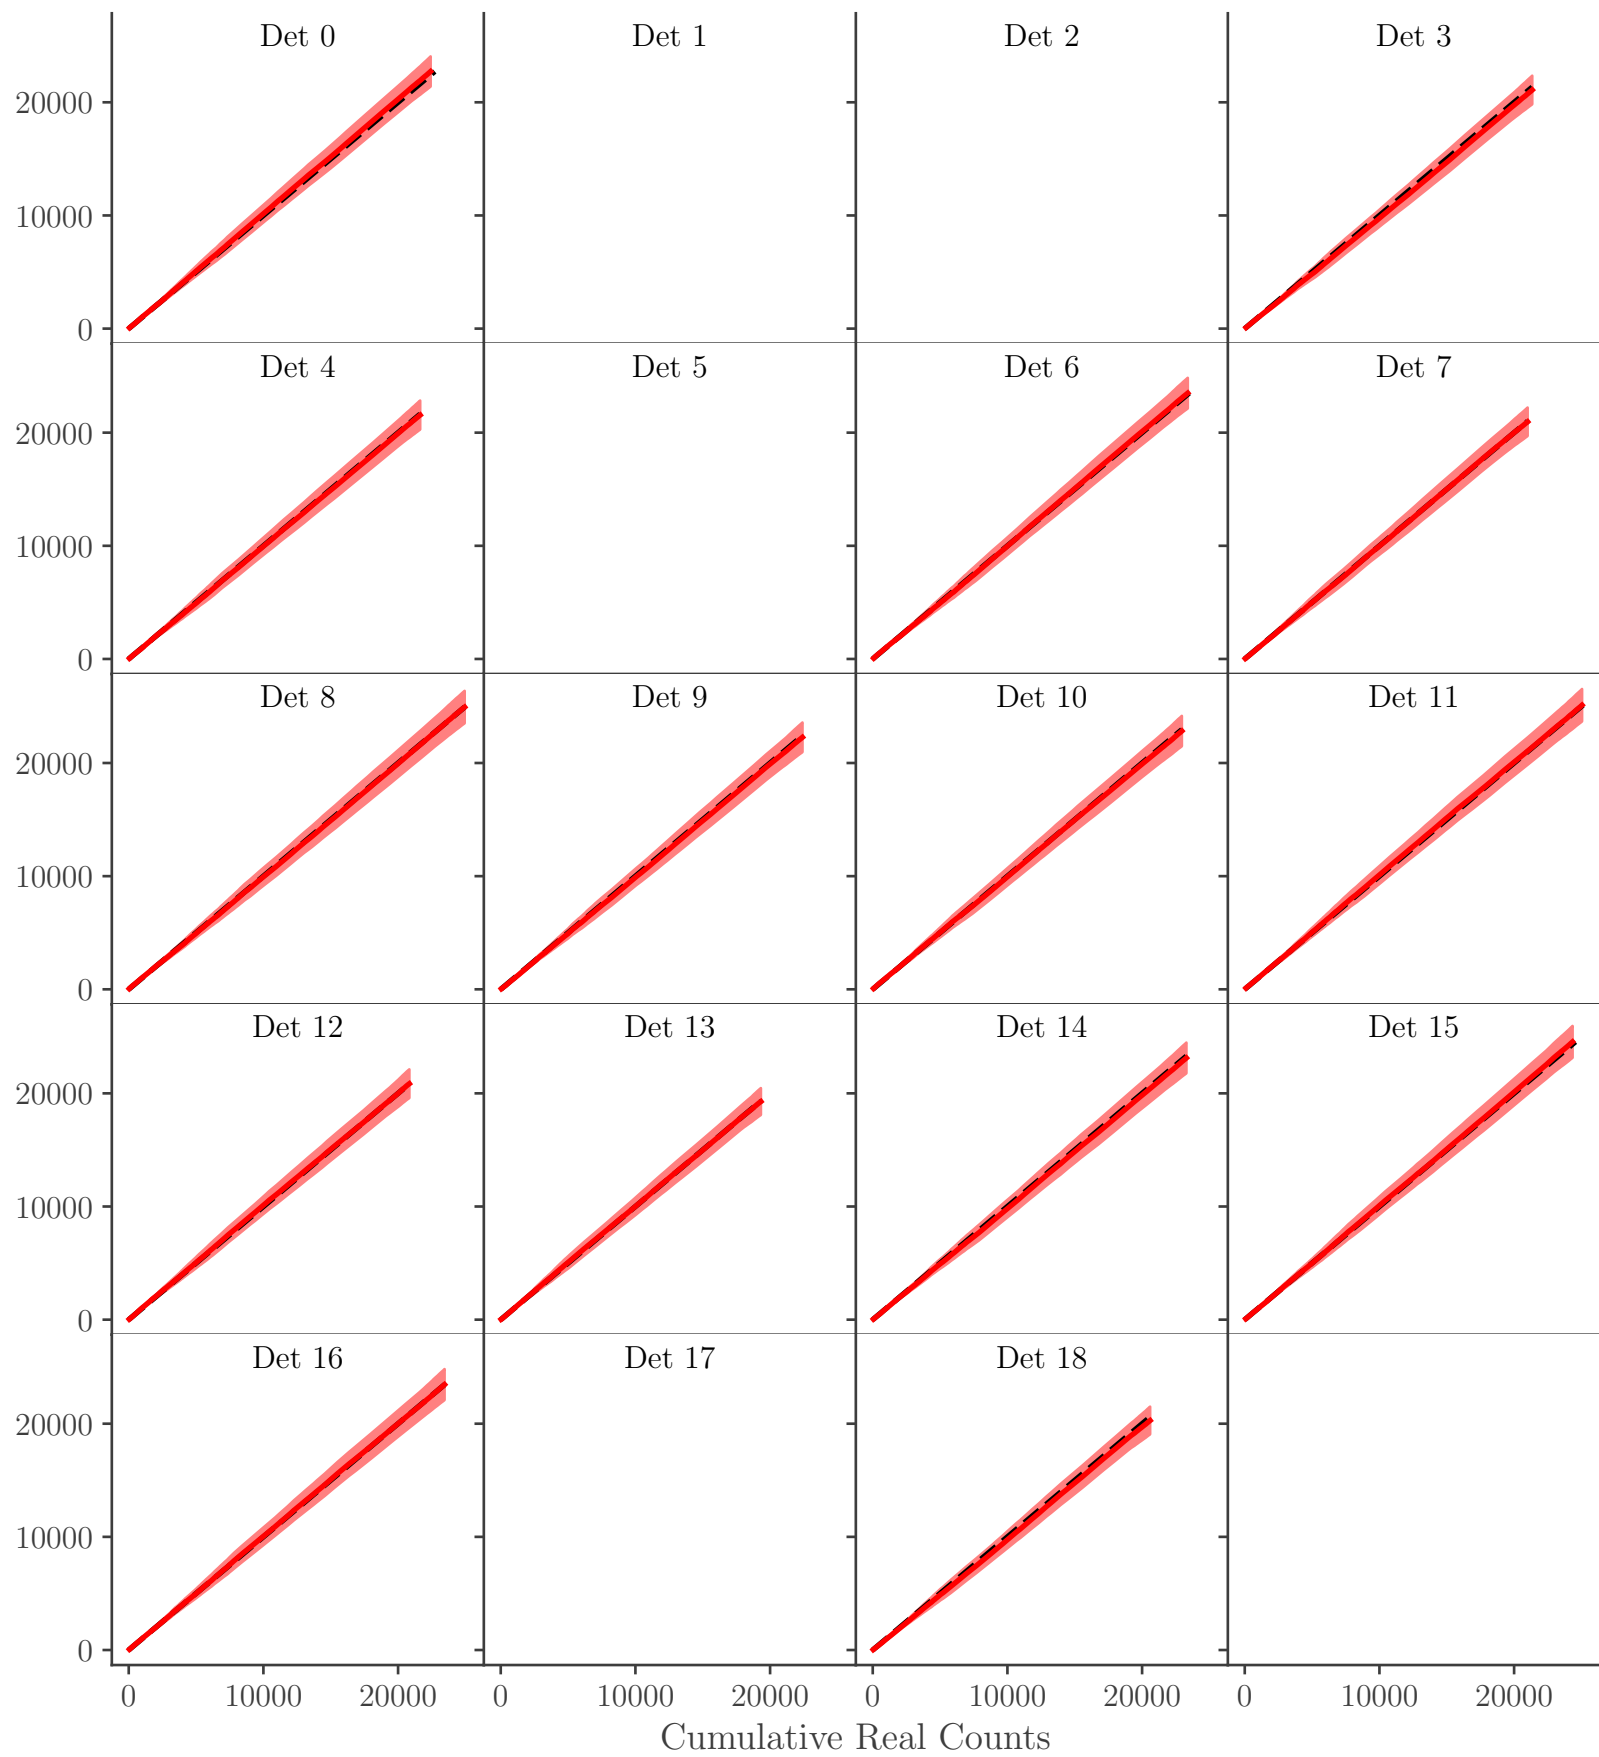 Det 0
Det 1
Det 2
Det 3
20000
10000
0
Det 4
Det 5
Det 6
Det 7
20000
10000
0
Det 8
Det 9
Det 10
Det 11
20000
10000
0
Det 12
Det 13
Det 14
Det 15
20000
10000
0
Det 16
Det 17
Det 18
20000
10000
0
0 10000 20000 0 10000 20000 0 10000 20000 0 10000 20000
Cumulative Real Counts